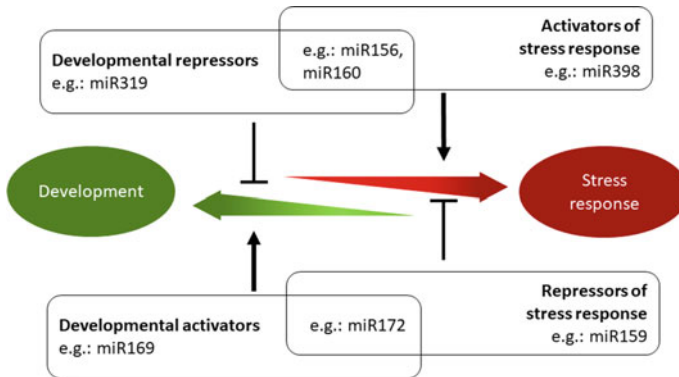 Developmental repressors
e.g.: miR319
e.g.: miR156,
miR160
Activators of
stress response
e.g.: miR398
Development
Stress
response
Developmental activators
e.g.: miR169
e.g.: miR172
Repressors of
stress response
e.g.: miR159